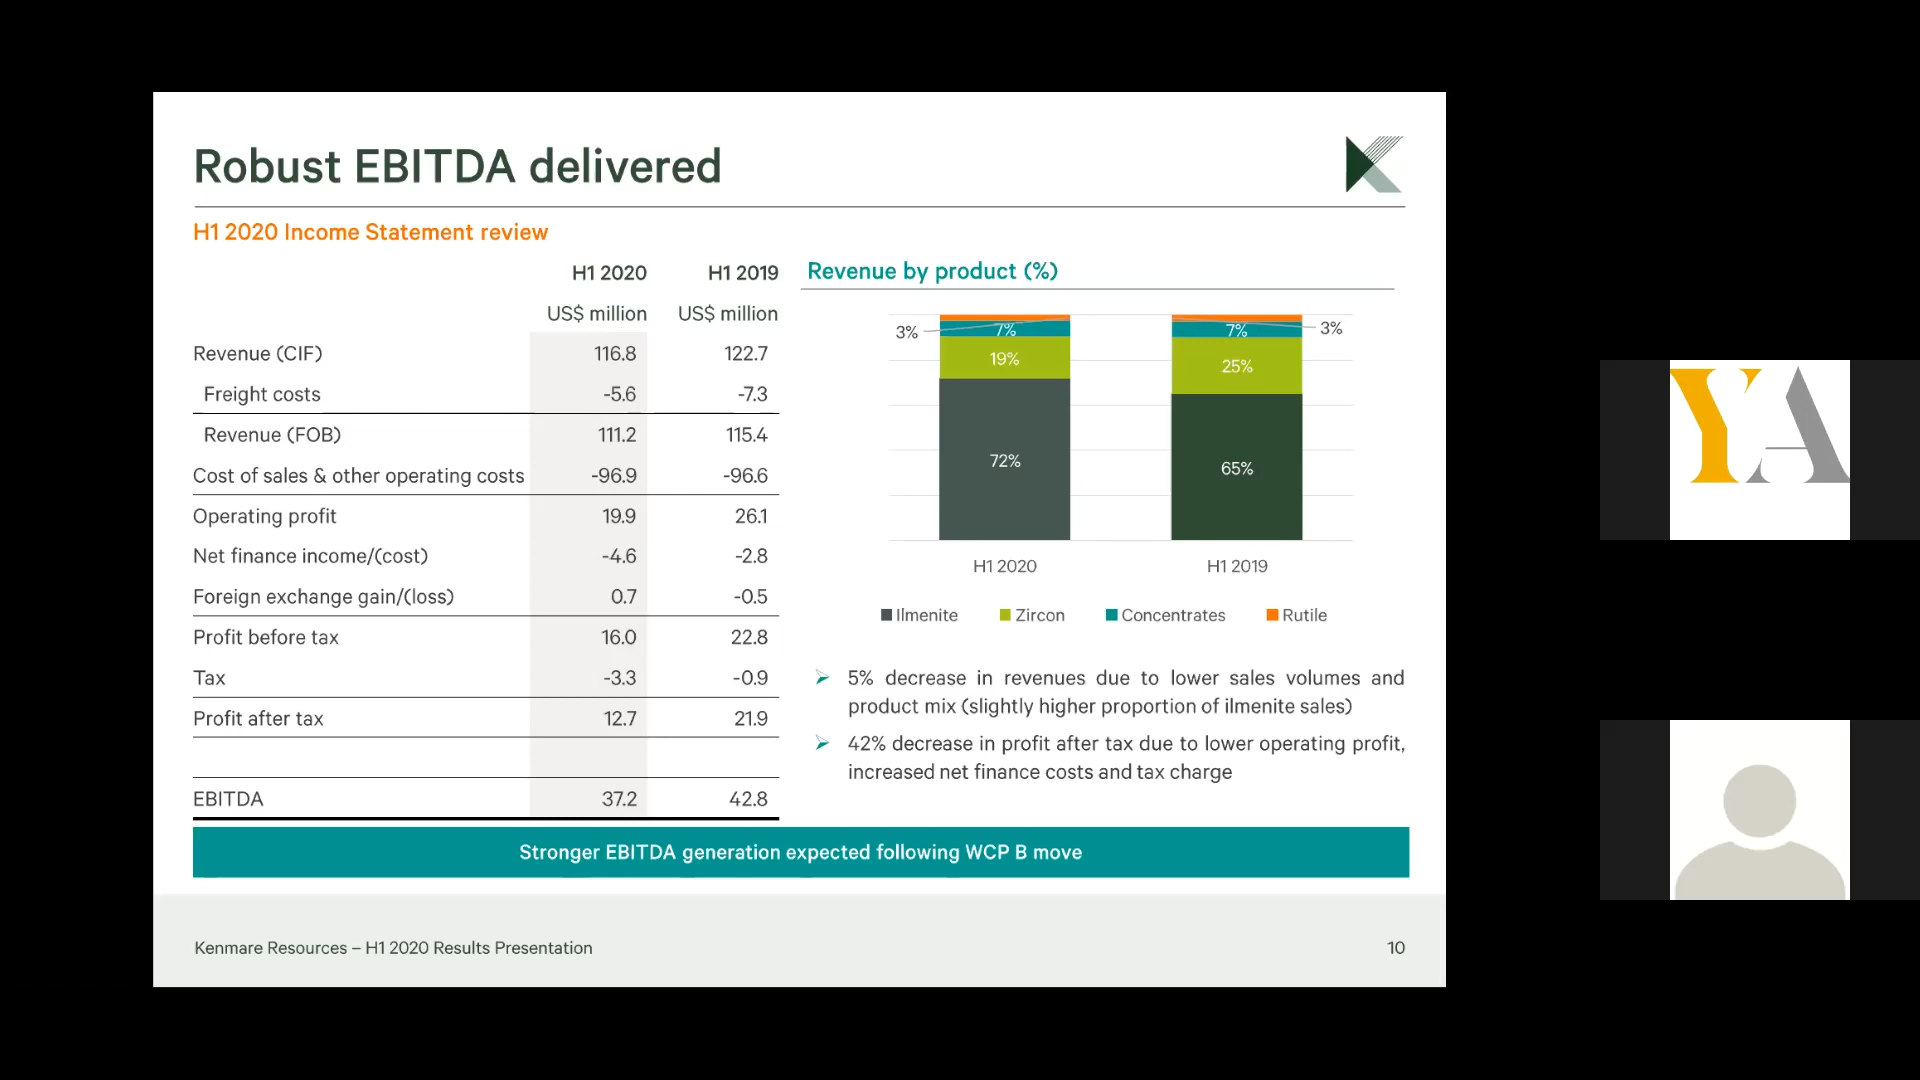 Robust EBITDA delivered
H1 2020 Income Statement review
H1 2020 H1 2019
US$ million US$ million
Revenue (CIF) 116.8 122.7
Freight costs -5.6 -7.3
Revenue (FOB) 111.2 115.4
Cost of sales & other operating costs -96.9 -96.6
Operating profit 19.9 26.1
Net finance income/(cost) -4.6 -2.8
Foreign exchange gain/(loss) 0.7 -0.5
Profit before tax 16.0 22.8
Tax -3.3 -0.9
Profit after tax 12.7 21.9
EBITDA 37.2 42.8
Revenue by product (%)
3% 7% 7% 3%
19% 25%
72% 65%
H1 2020 H1 2019
Ilmenite Zircon Concentrates Rutile
5% decrease in revenues due to lower sales volumes and
product mix (slightly higher proportion of ilmenite sales)
42% decrease in profit after tax due to lower operating profit,
increased net finance costs and tax charge
Stronger EBITDA generation expected following WCP B move
Kenmare Resources – H1 2020 Results Presentation 10
YA